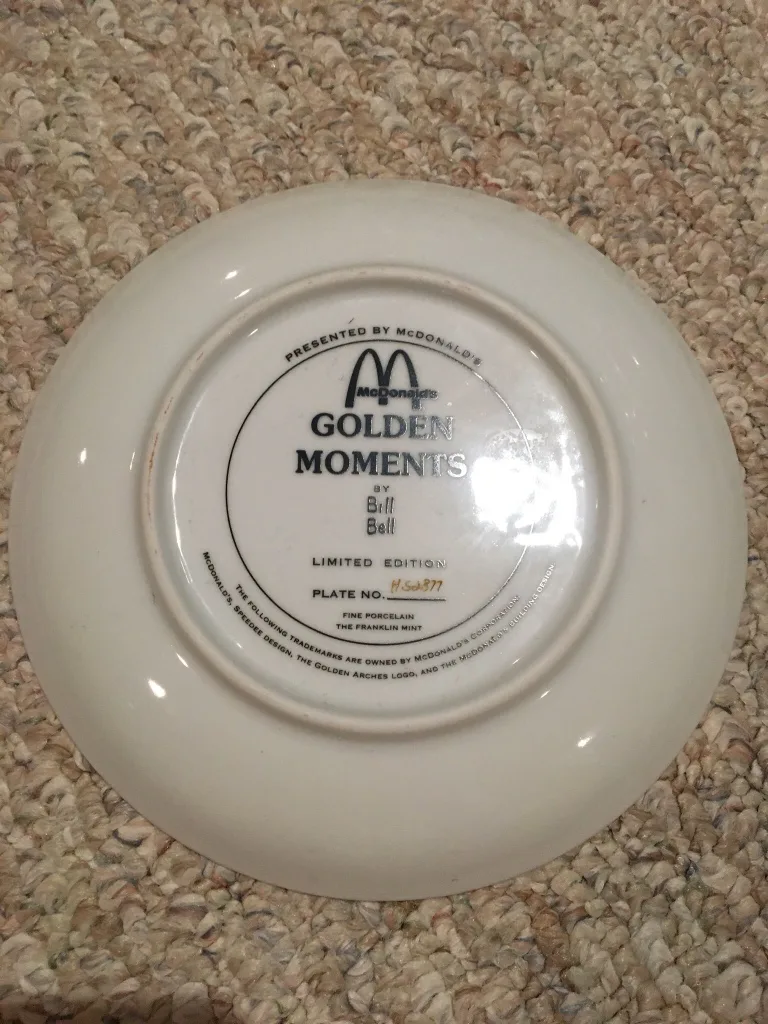 PRESENTED BY McDONALD'S
McDonald's
GOLDEN
MOMENTS
BY
Bill
Bell
LIMITED EDITION
PLATE NO. HS2877
FINE PORCELAIN
THE FRANKLIN MINT
THE FOLLOWING TRADEMARKS ARE OWNED BY McDONALD'S CORPORATION:
McDONALD'S, SPEEDEE DESIGN, THE GOLDEN ARCHES LOGO, AND THE McDONALD'S BUILDING DESIGN